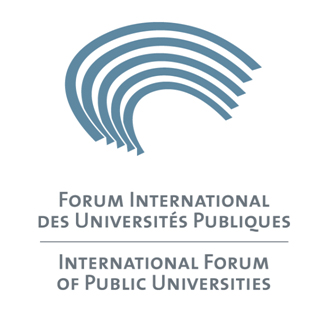 Forum International
des Universités Publiques
International Forum
of Public Universities